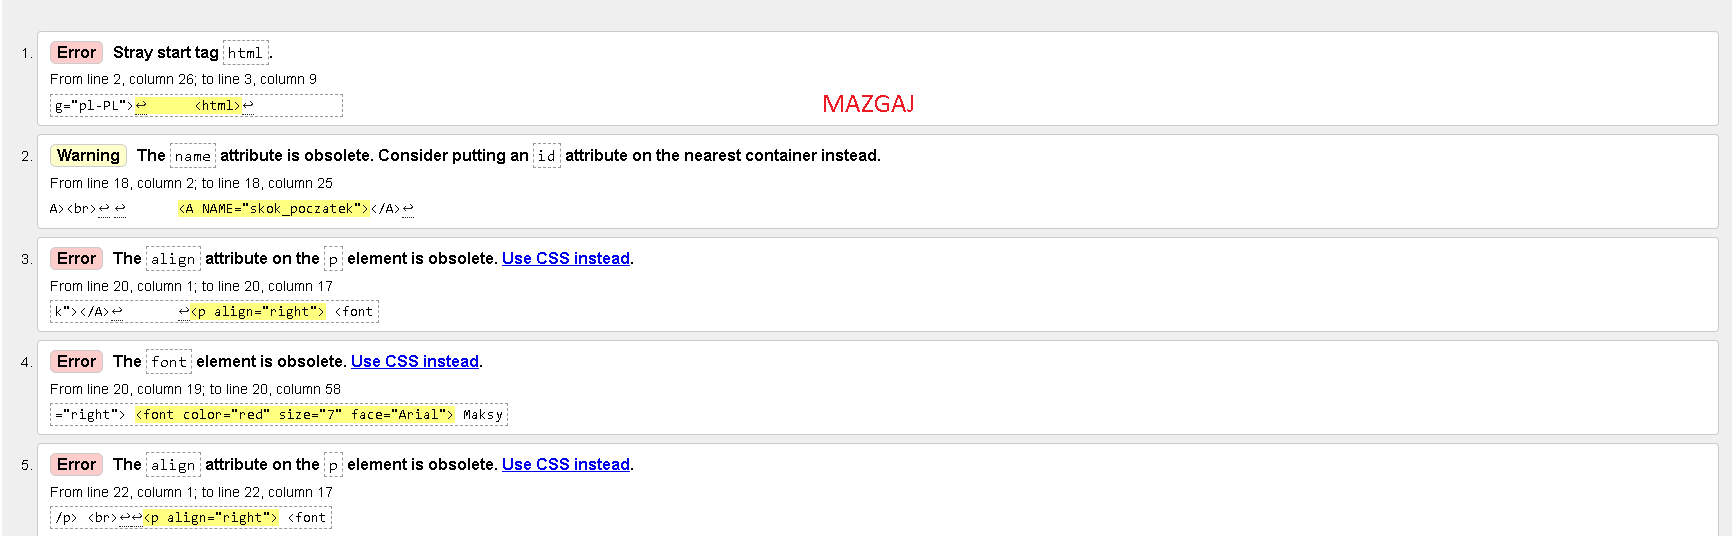 1. Error Stray start tag html.
From line 2, column 26; to line 3, column 9
g="pl-PL">↩ <html>↩
MAZGAJ
2. Warning The name attribute is obsolete. Consider putting an id attribute on the nearest container instead.
From line 18, column 2; to line 18, column 25
A><br>↩ ↩ <A NAME="skok_poczatek"></A>↩
3. Error The align attribute on the p element is obsolete. Use CSS instead.
From line 20, column 1; to line 20, column 17
k"></A>↩ ↩<p align="right"> <font
4. Error The font element is obsolete. Use CSS instead.
From line 20, column 19; to line 20, column 58
="right"> <font color="red" size="7" face="Arial"> Maksy
5. Error The align attribute on the p element is obsolete. Use CSS instead.
From line 22, column 1; to line 22, column 17
/p> <br>↩↩<p align="right"> <font